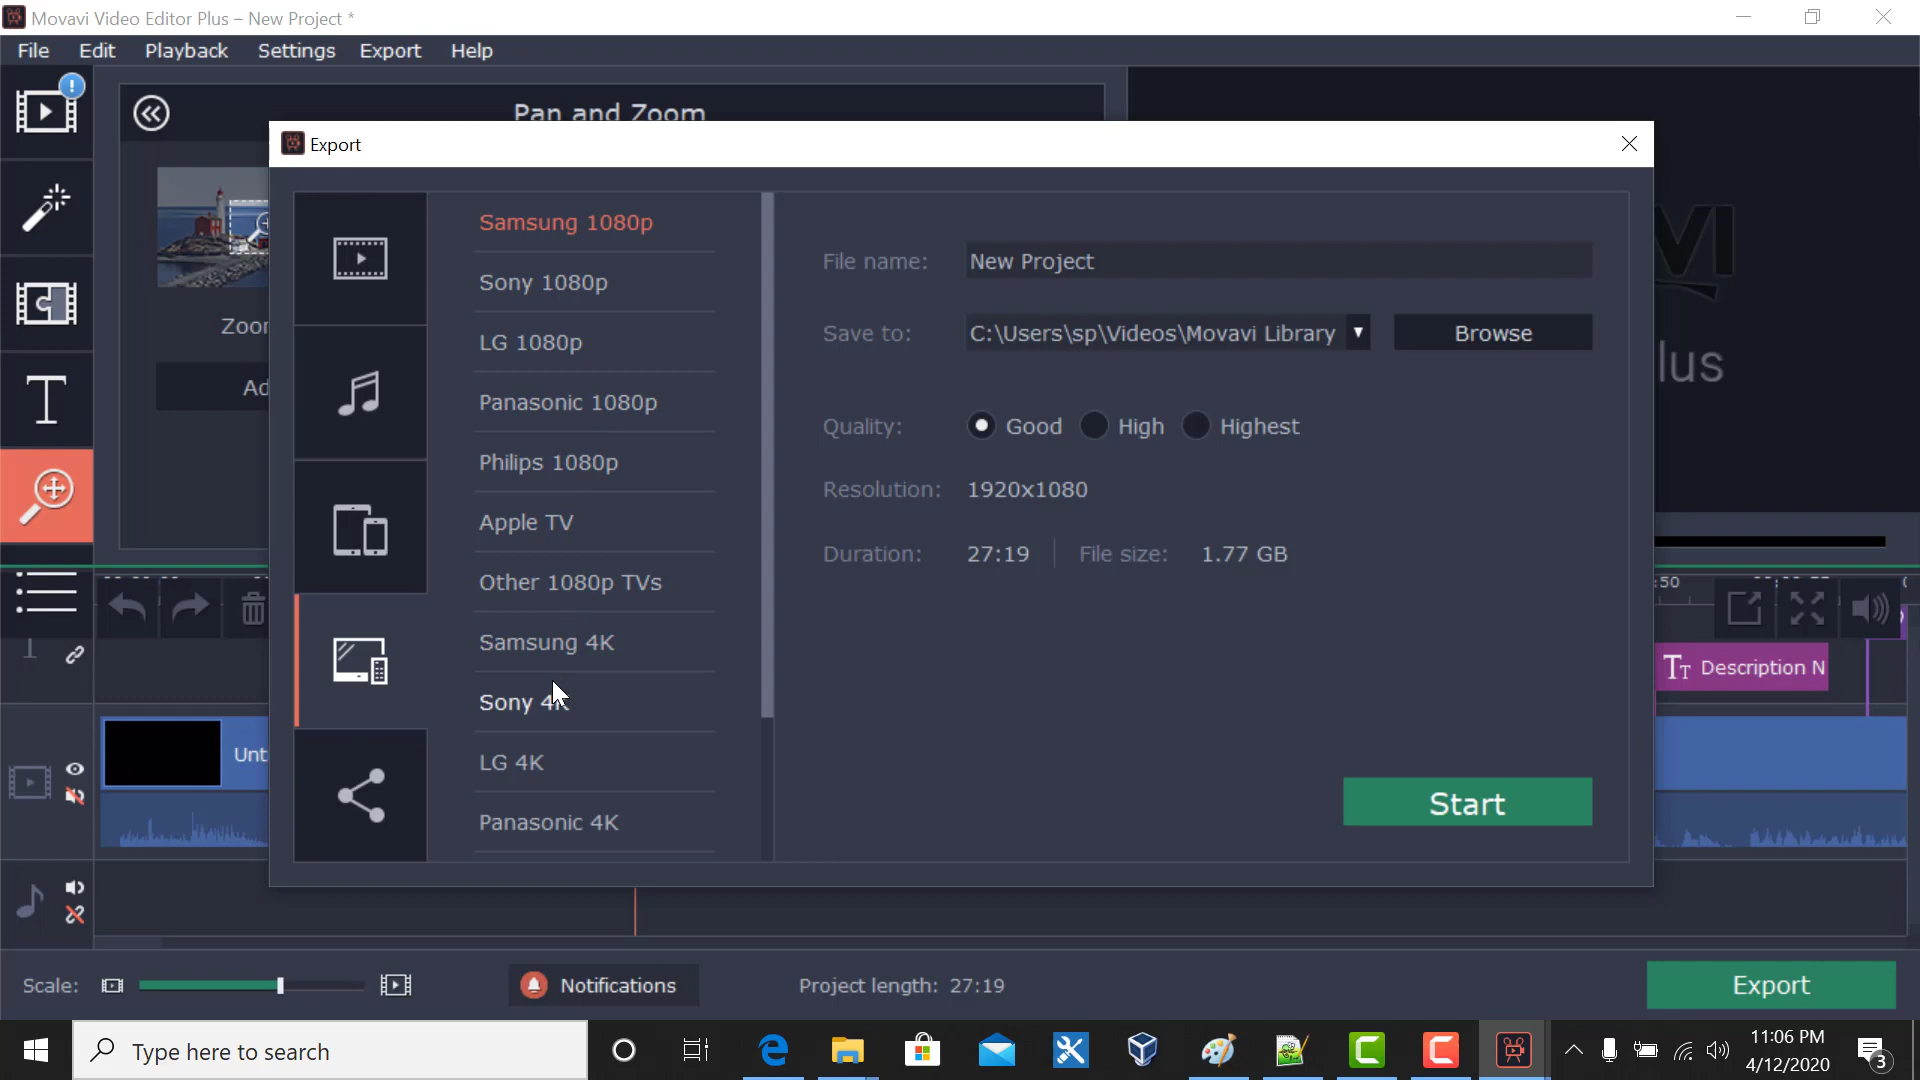 Movavi Video Editor Plus – New Project *
File Edit Playback Settings Export Help
Pan and Zoom
Export
Samsung 1080p
Sony 1080p
LG 1080p
Panasonic 1080p
Philips 1080p
Apple TV
Other 1080p TVs
Samsung 4K
Sony 4K
LG 4K
Panasonic 4K
File name: New Project
Save to: C:\Users\sp\Videos\Movavi Library Browse
Quality: Good High Highest
Resolution: 1920x1080
Duration: 27:19 File size: 1.77 GB
Start
lus
:50
Description N
Scale: Notifications Project length: 27:19 Export
Type here to search
11:06 PM
4/12/2020
3